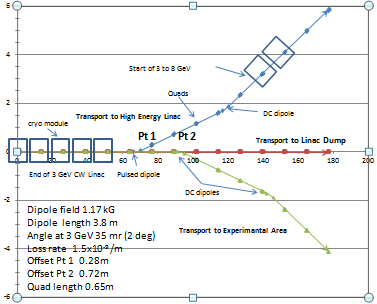 6
Start of 3 to 8 GeV
4
Quads
2
Transport to High Energy Linac
DC dipole
cryo module
Pt 1
Pt 2
Transport to Linac Dump
0
20
40
60
80
100
120
140
160
180
200
End of 3 GeV CW Linac
Pulsed dipole
DC dipoles
-2
Dipole field 1.17 kG
Dipole length 3.8 m
Angle at 3 GeV 35 mr (2 deg)
Transport to Experimental Area
-4
Offset Pt 1 0.28m
Offset Pt 2 0.72m
Quad length 0.65m
-6